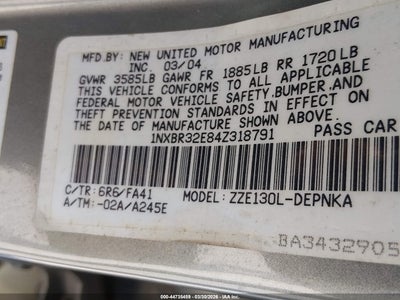 MFD. BY: NEW UNITED MOTOR MANUFACTURING
INC. 03/04
GVWR 3585LB GAWR FR 1885LB RR 1720LB
THIS VEHICLE CONFORMS TO ALL APPLICABLE
FEDERAL MOTOR VEHICLE SAFETY,BUMPER,AND
THEFT PREVENTION STANDARDS IN EFFECT ON
THE DATE OF MANUFACTURE SHOWN ABOVE.
1NXBR32E84Z318791 PASS CAR
C/TR: 6R6/FA41 MODEL: ZZE130L-DEPNKA
A/TM: -02A/A245E
BA3432905
© IAA 44735459 | 03/10/2026 - IAA, Inc.